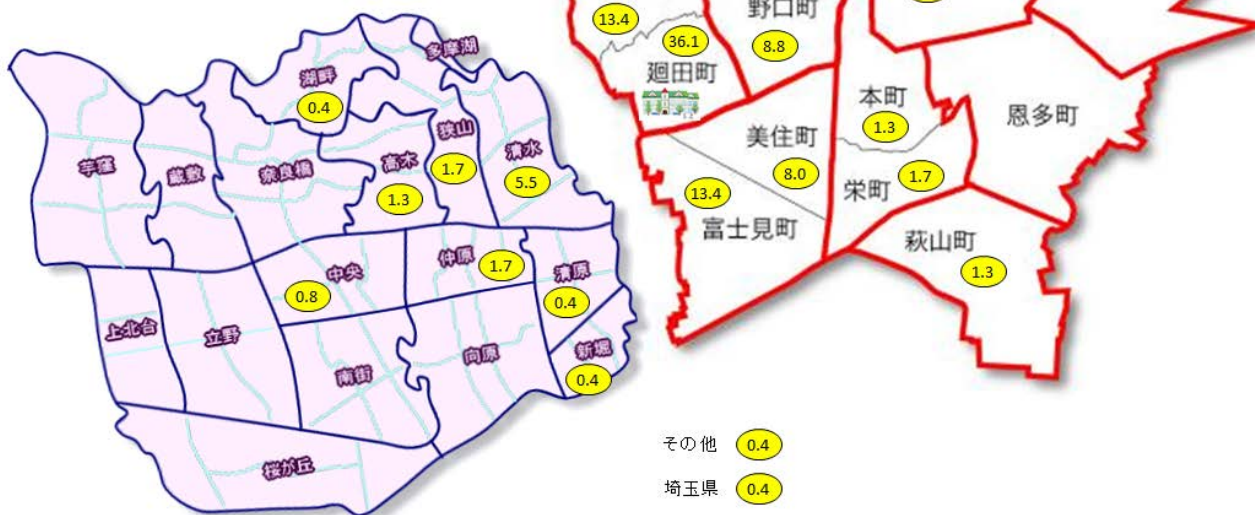 多摩湖
湖畔
0.4
芋窪
蔵敷
奈良橋
高木
1.3
狭山
1.7
清水
5.5
中央
0.8
仲原
1.7
清原
0.4
上北台
立野
南街
向原
新堀
0.4
桜が丘
13.4
36.1
廻田町
野口町
8.8
本町
1.3
恩多町
美住町
8.0
13.4
富士見町
栄町
1.7
萩山町
1.3
その他 0.4
埼玉県 0.4